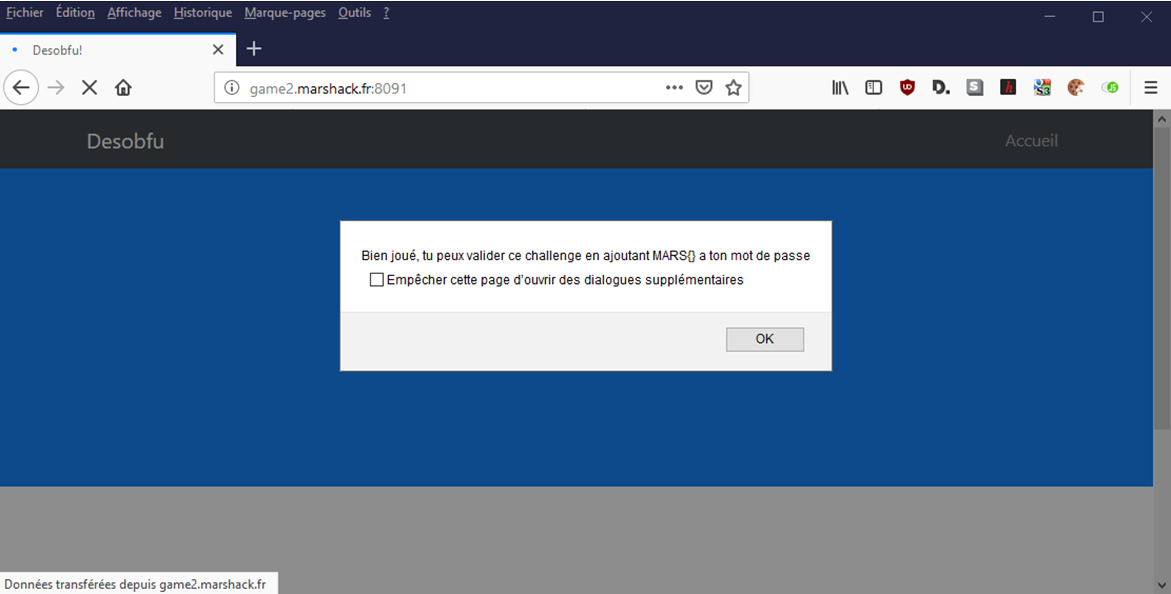 Fichier Édition Affichage Historique Marque-pages Outils ?
Desobfu!
game2.marshack.fr:8091
Desobfu Accueil
Bien joué, tu peux valider ce challenge en ajoutant MARS{} a ton mot de passe
Empêcher cette page d'ouvrir des dialogues supplémentaires
OK
Données transférées depuis game2.marshack.fr